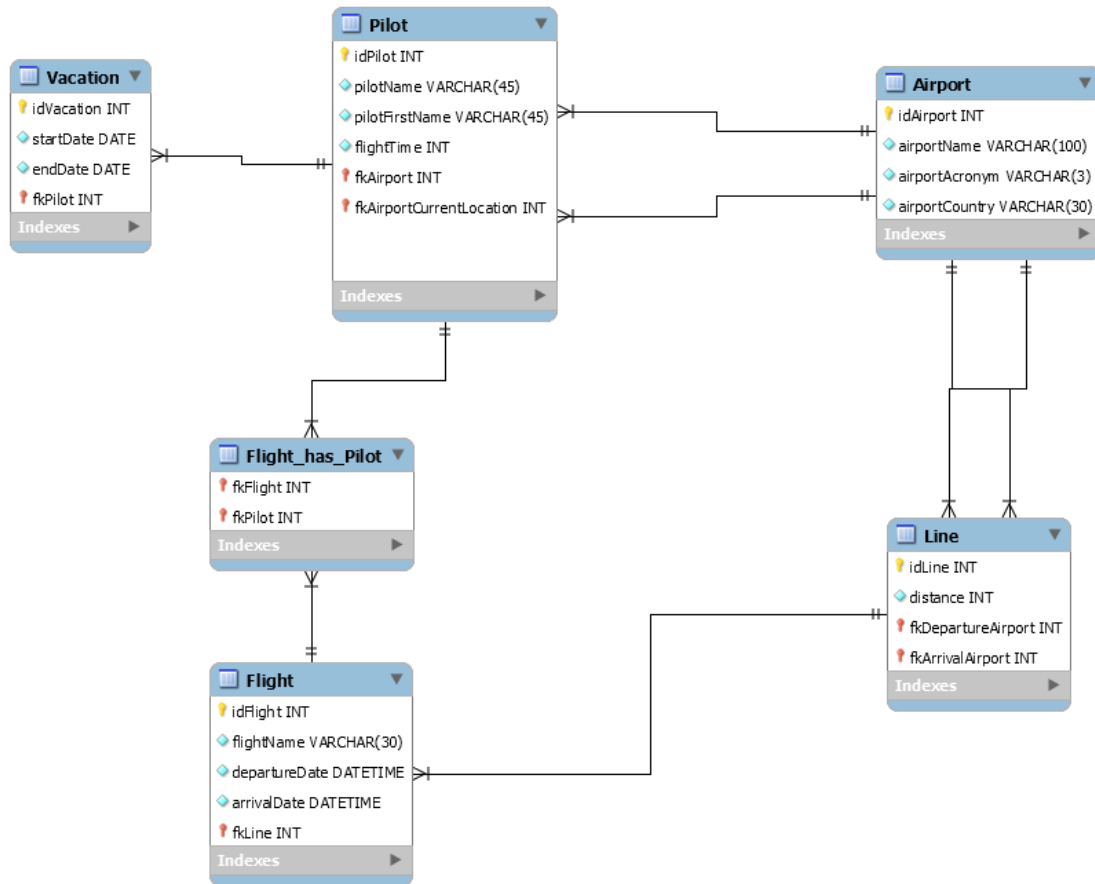 Pilot
idPilot INT
pilotName VARCHAR(45)
pilotFirstName VARCHAR(45)
flightTime INT
fkAirport INT
fkAirportCurrentLocation INT
Indexes
Vacation
idVacation INT
startDate DATE
endDate DATE
fkPilot INT
Indexes
Airport
idAirport INT
airportName VARCHAR(100)
airportAcronym VARCHAR(3)
airportCountry VARCHAR(30)
Indexes
Flight_has_Pilot
fkFlight INT
fkPilot INT
Indexes
Line
idLine INT
distance INT
fkDepartureAirport INT
fkArrivalAirport INT
Indexes
Flight
idFlight INT
flightName VARCHAR(30)
departureDate DATETIME
arrivalDate DATETIME
fkLine INT
Indexes